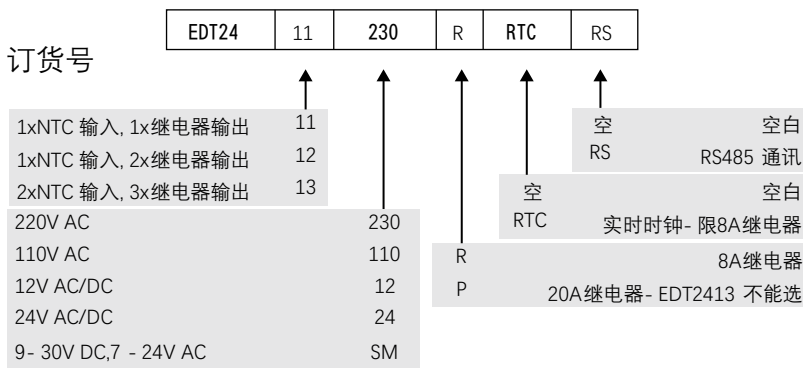 EDT24 11 230 R RTC RS
订货号
1xNTC 输入, 1x继电器输出 11
1xNTC 输入, 2x继电器输出 12
2xNTC 输入, 3x继电器输出 13
220V AC 230
110V AC 110
12V AC/DC 12
24V AC/DC 24
9- 30V DC,7 - 24V AC SM
空 空白
RS RS485 通讯
空 空白
RTC 实时时钟- 限8A继电器
R 8A继电器
P 20A继电器- EDT2413 不能选